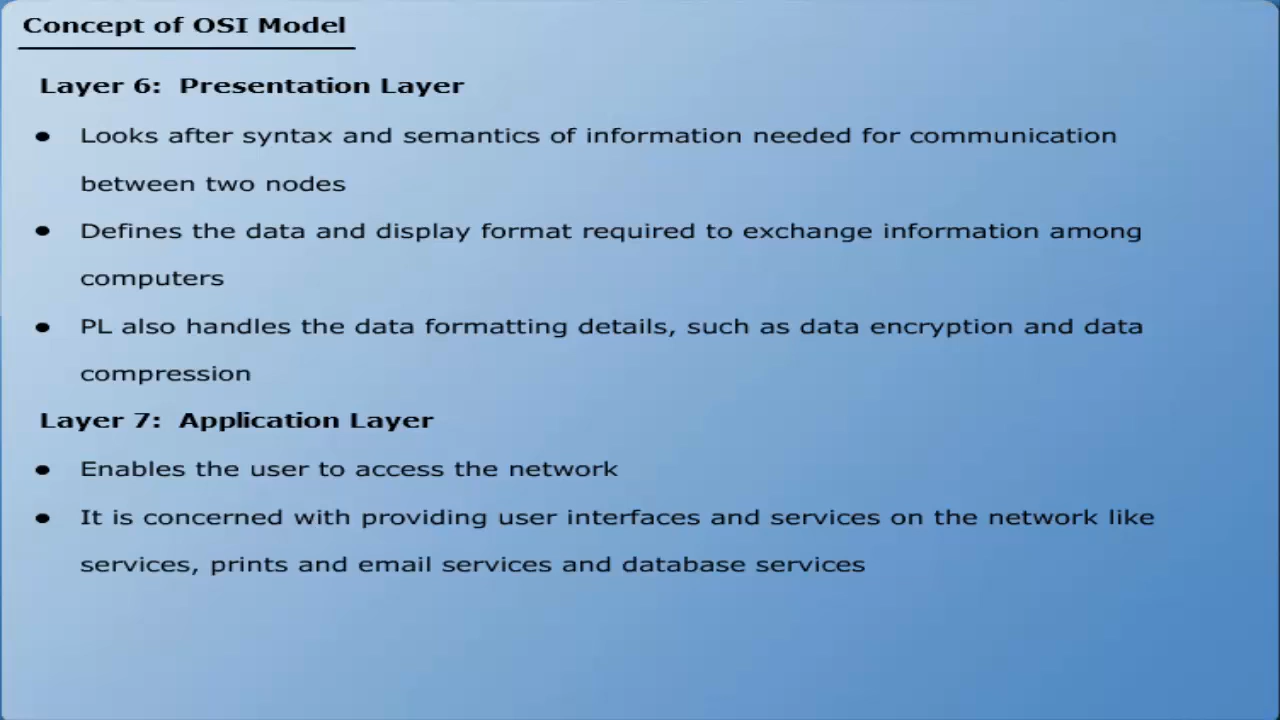 Concept of OSI Model
Layer 6: Presentation Layer
● Looks after syntax and semantics of information needed for communication
between two nodes
● Defines the data and display format required to exchange information among
computers
● PL also handles the data formatting details, such as data encryption and data
compression
Layer 7: Application Layer
● Enables the user to access the network
● It is concerned with providing user interfaces and services on the network like
services, prints and email services and database services